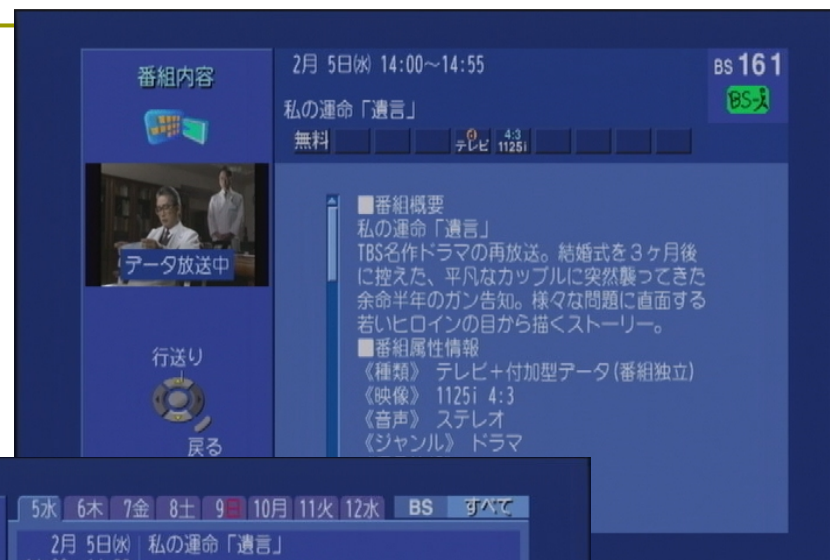 番組内容
2月 5日(水) 14:00～14:55
BS 161
私の運命「遺言」
BS-i
無料
dテレビ
4:3 1125i
データ放送中
■番組概要
私の運命「遺言」
TBS名作ドラマの再放送。結婚式を3ヶ月後
に控えた、平凡なカップルに突然襲ってきた
余命半年のガン告知。様々な問題に直面する
若いヒロインの目から描くストーリー。
■番組属性情報
《種類》 テレビ+付加型データ(番組独立)
《映像》 1125i 4:3
《音声》 ステレオ
《ジャンル》 ドラマ
行送り
戻る
5水 6木 7金 8土 9日 10月 11火 12水 BS すべて
2月 5日(水) 私の運命「遺言」